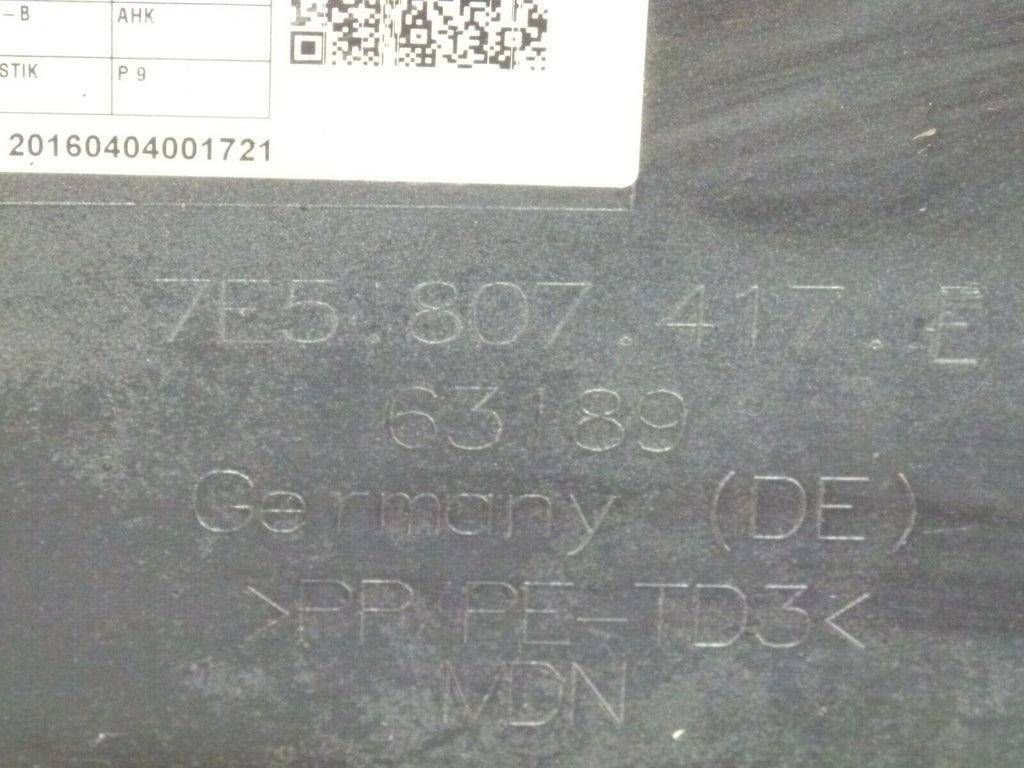 -B AHK
STIK P 9
20160404001721
7E5.807.417.E
63189
Germany (DE)
>PP/PE-TD3<
MDN